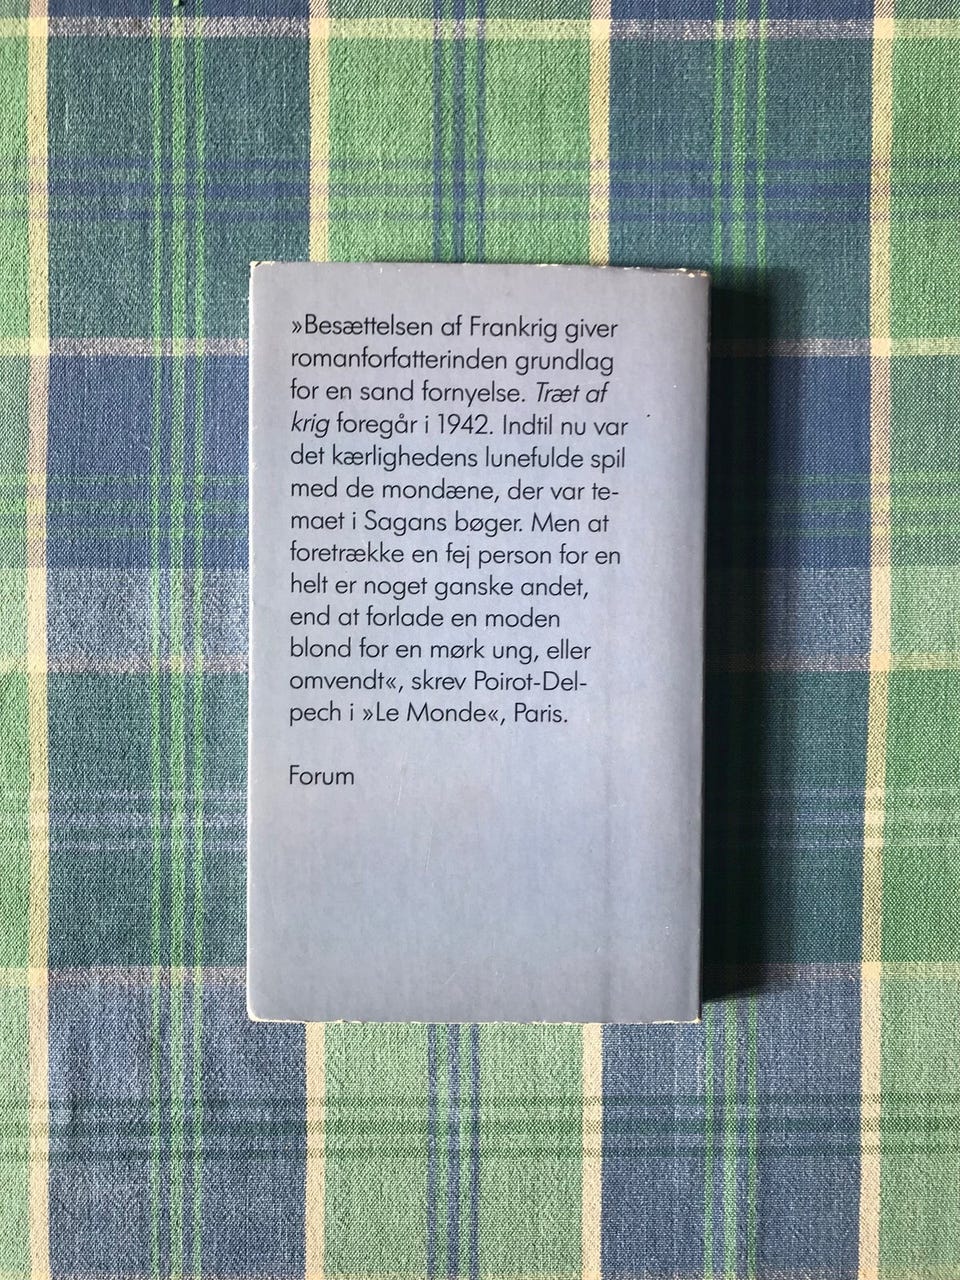 »Besættelsen af Frankrig giver
romanforfatterinden grundlag
for en sand fornyelse. Træt af
krig foregår i 1942. Indtil nu var
det kærlighedens lunefulde spil
med de mondæne, der var te-
maet i Sagans bøger. Men at
foretrække en fej person for en
helt er noget ganske andet,
end at forlade en moden
blond for en mørk ung, eller
omvendt«, skrev Poirot-Del-
pech i »Le Monde«, Paris.
Forum